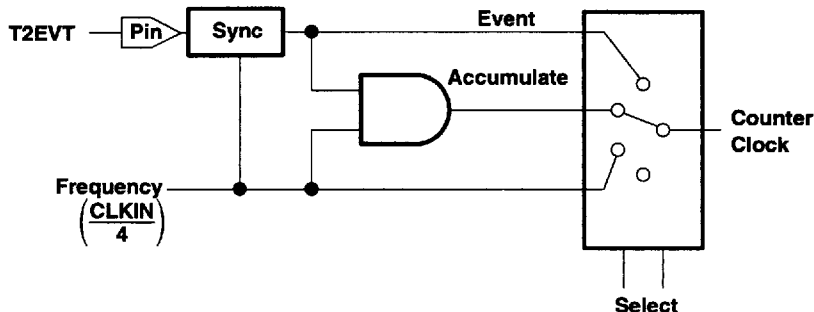 Event
T2EVT
Pin
Sync
Accumulate
Counter
Clock
Frequency
(CLKIN
4)
Select